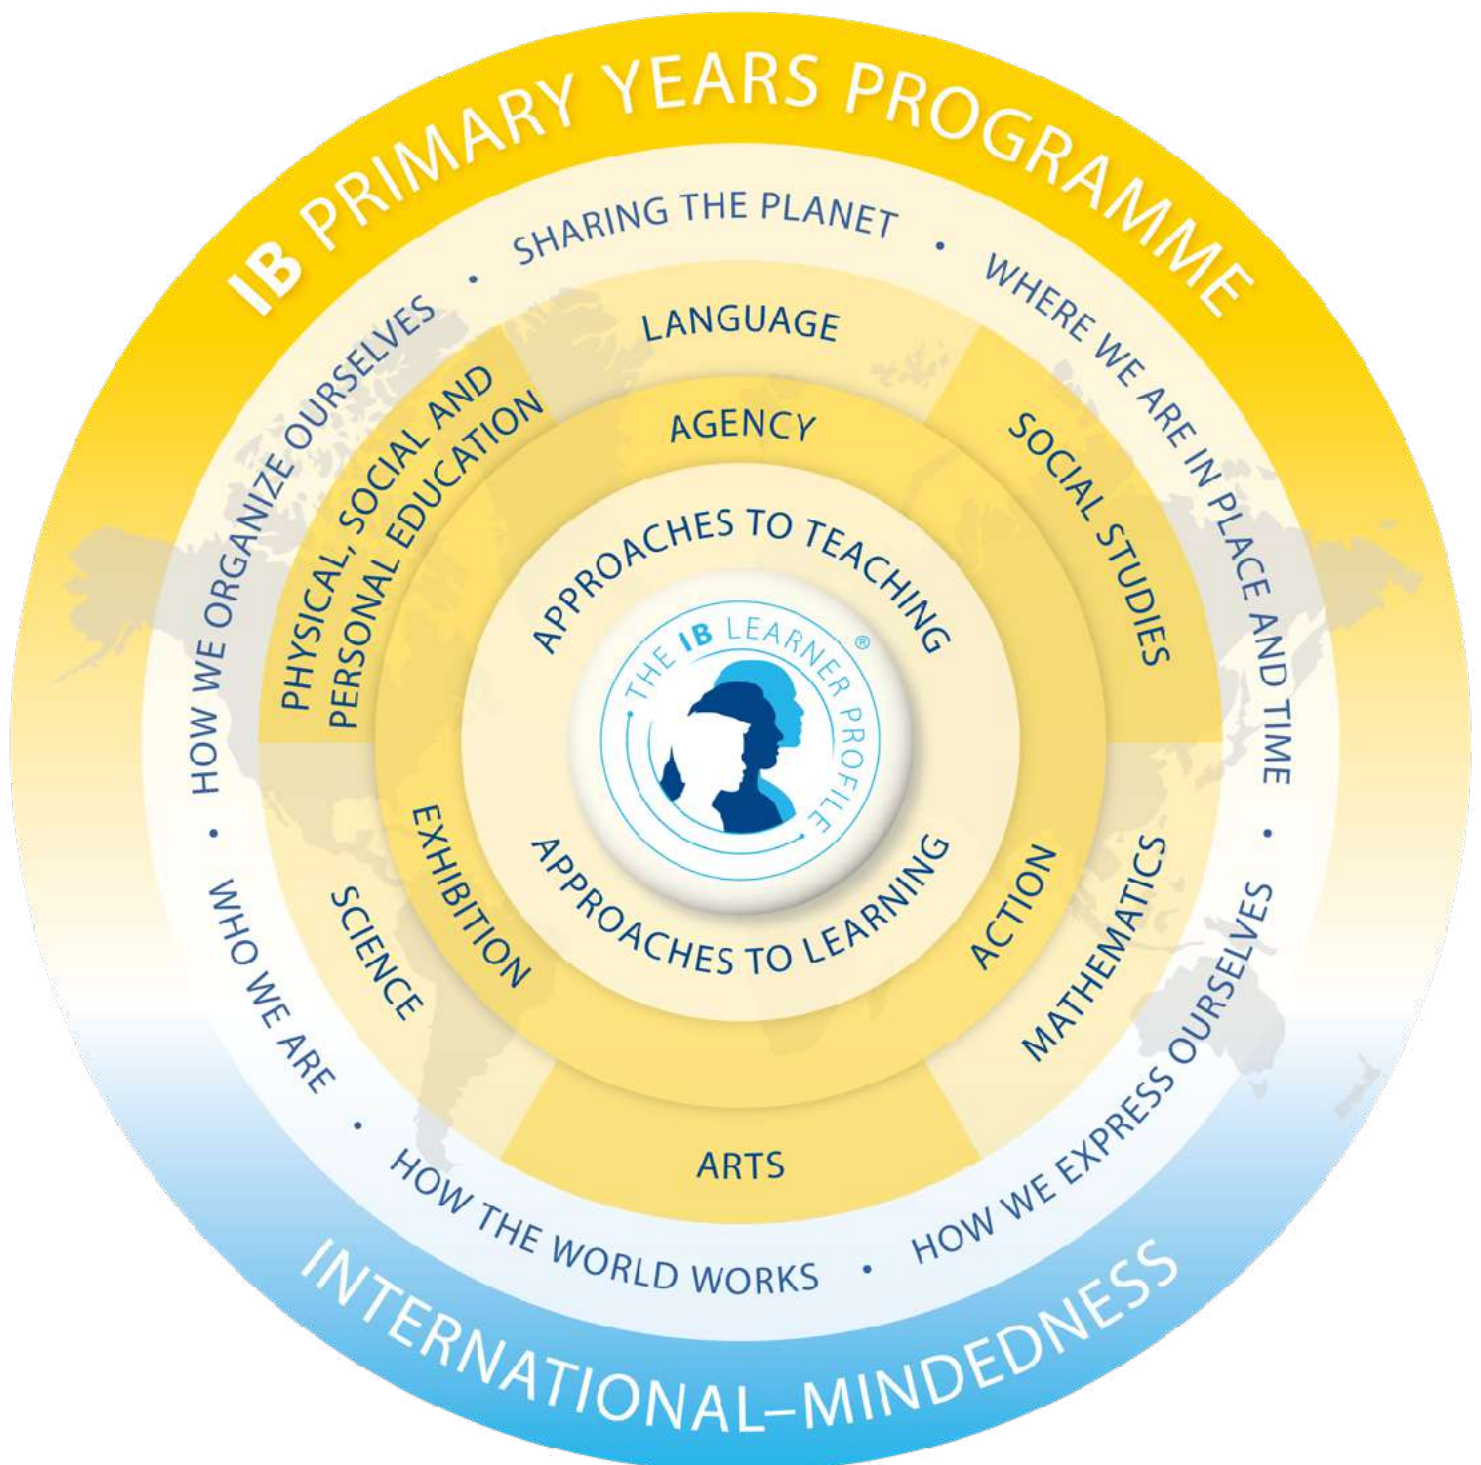 IB PRIMARY YEARS PROGRAMME
SHARING THE PLANET
•
WHERE WE ARE IN PLACE AND TIME
•
HOW WE EXPRESS OURSELVES
•
HOW THE WORLD WORKS
•
WHO WE ARE
•
HOW WE ORGANIZE OURSELVES
•
LANGUAGE
SOCIAL STUDIES
MATHEMATICS
ARTS
SCIENCE
PHYSICAL, SOCIAL AND
PERSONAL EDUCATION
AGENCY
ACTION
EXHIBITION
APPROACHES TO TEACHING
APPROACHES TO LEARNING
THE IB LEARNER PROFILE ®
INTERNATIONAL–MINDEDNESS